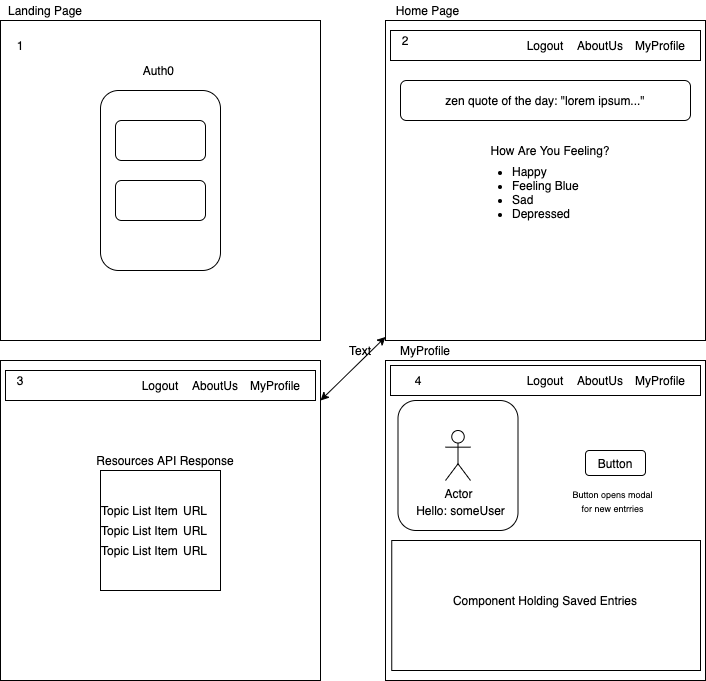 Landing Page
1
Auth0
Home Page
2
Logout AboutUs MyProfile
zen quote of the day: "lorem ipsum..."
How Are You Feeling?
Happy
Feeling Blue
Sad
Depressed
Text
3
Logout AboutUs MyProfile
Resources API Response
Topic List Item URL
Topic List Item URL
Topic List Item URL
MyProfile
4
Logout AboutUs MyProfile
Actor
Hello: someUser
Button
Button opens modal
for new entrries
Component Holding Saved Entries